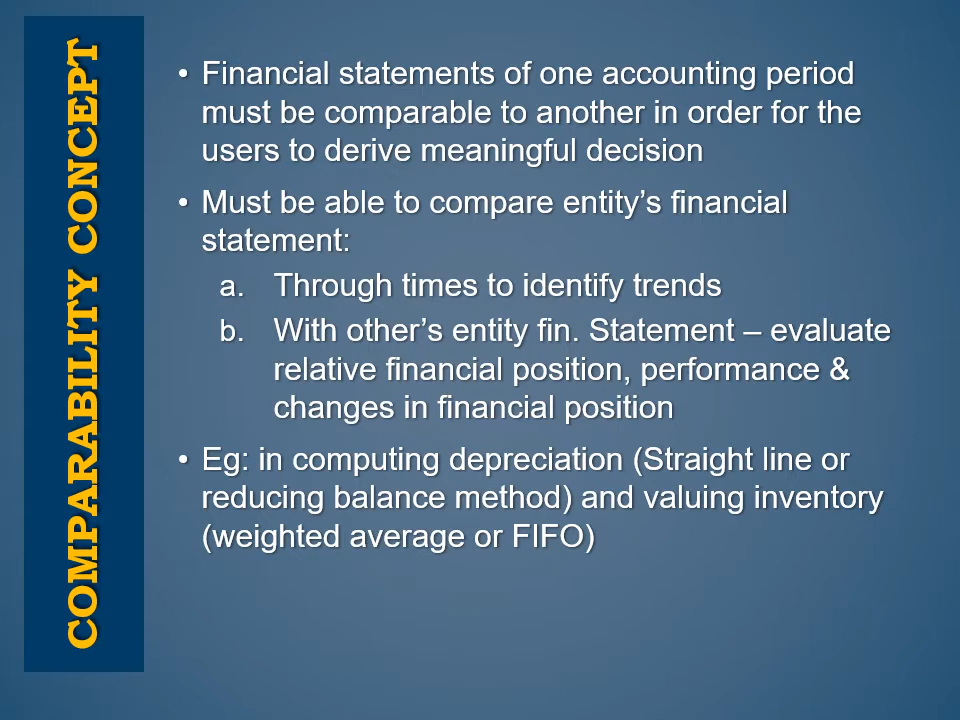 COMPARABILITY CONCEPT
• Financial statements of one accounting period
must be comparable to another in order for the
users to derive meaningful decision
• Must be able to compare entity’s financial
statement:
a. Through times to identify trends
b. With other’s entity fin. Statement – evaluate
relative financial position, performance &
changes in financial position
• Eg: in computing depreciation (Straight line or
reducing balance method) and valuing inventory
(weighted average or FIFO)